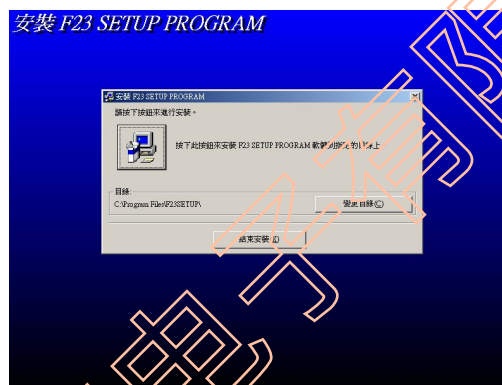 安裝 F23 SETUP PROGRAM
安裝 F23 SETUP PROGRAM
請按下按鈕來進行安裝。
按下此按鈕來安裝 F23 SETUP PROGRAM 軟體到指定的目錄上
目錄:
C:\Program Files\F23SETUP\
變更目錄(C)
結束安裝
電子